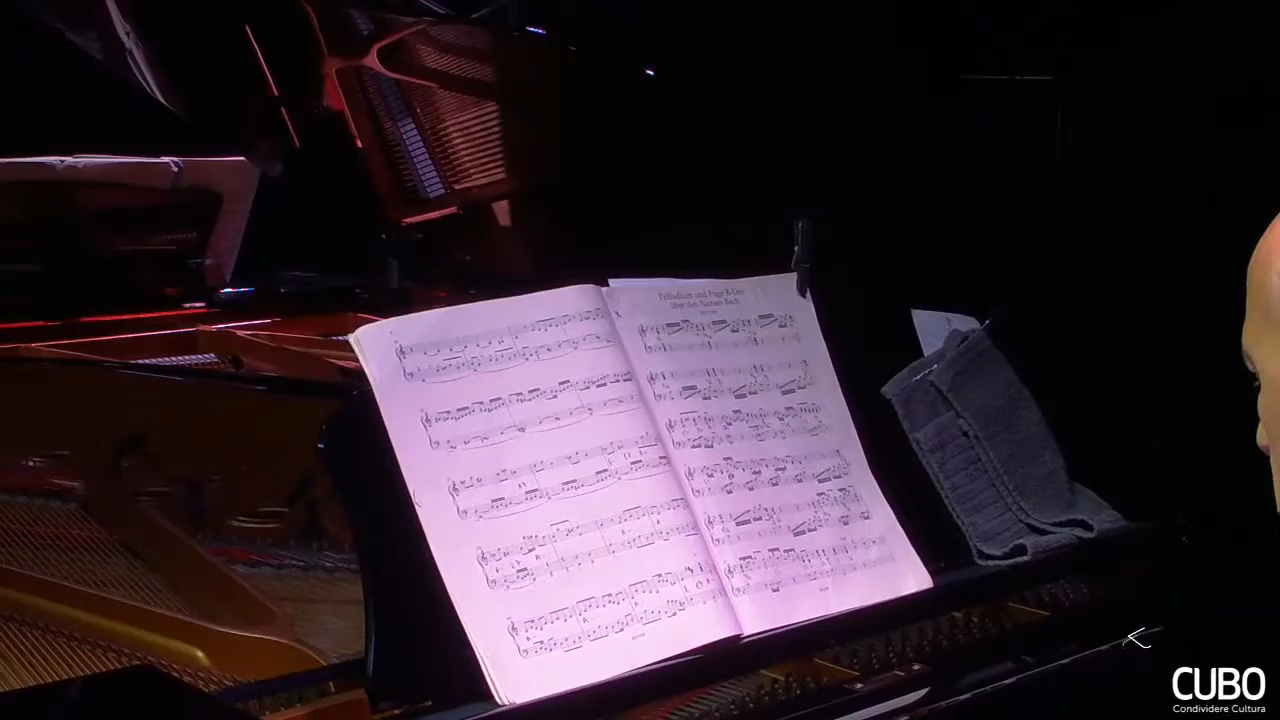 Präludium und Fuge B-Dur
über den Namen Bach
CUBO
Condividere Cultura